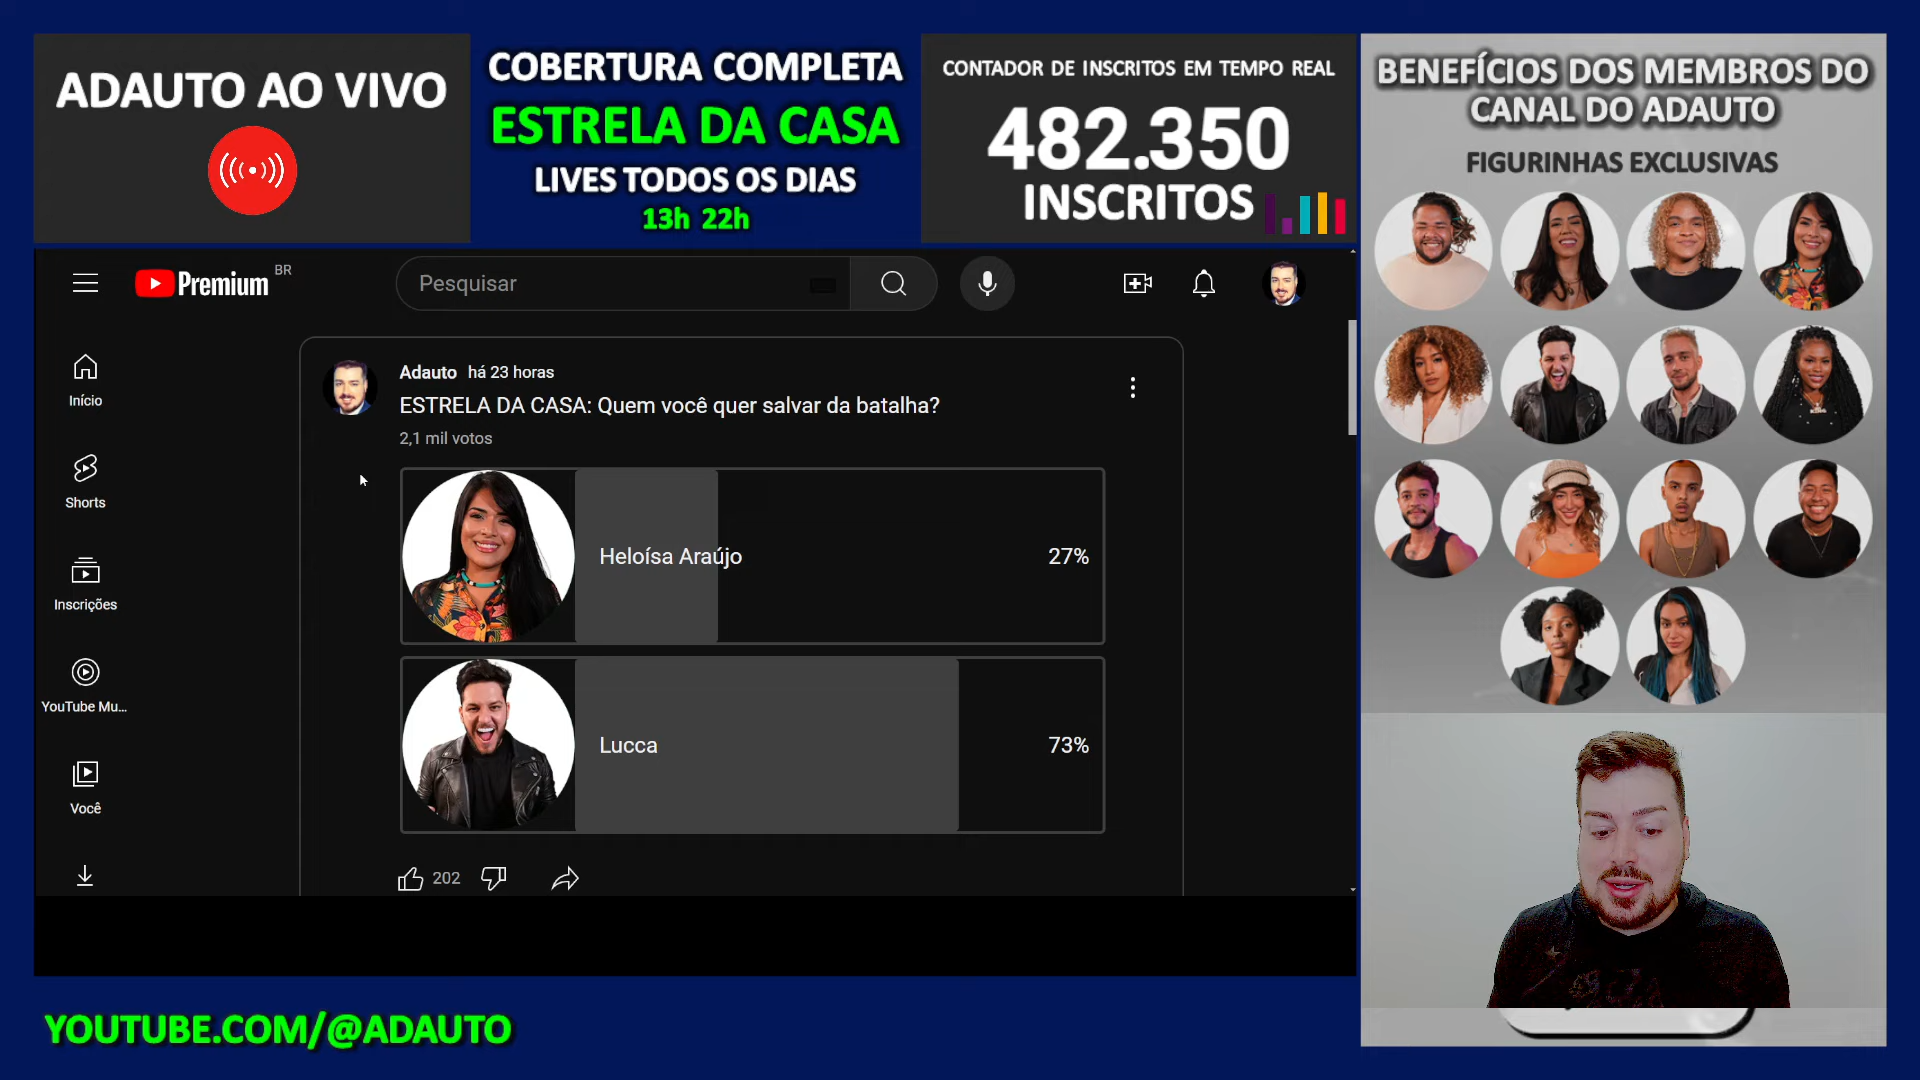 ADAUTO AO VIVO
COBERTURA COMPLETA
ESTRELA DA CASA
LIVES TODOS OS DIAS
13h 22h
CONTADOR DE INSCRITOS EM TEMPO REAL
482.350
INSCRITOS
BENEFÍCIOS DOS MEMBROS DO
CANAL DO ADAUTO
FIGURINHAS EXCLUSIVAS
Premium BR
Pesquisar
Início
Shorts
Inscrições
YouTube Mu...
Você
Adauto há 23 horas
ESTRELA DA CASA: Quem você quer salvar da batalha?
2,1 mil votos
Heloísa Araújo 27%
Lucca 73%
202
YOUTUBE.COM/@ADAUTO